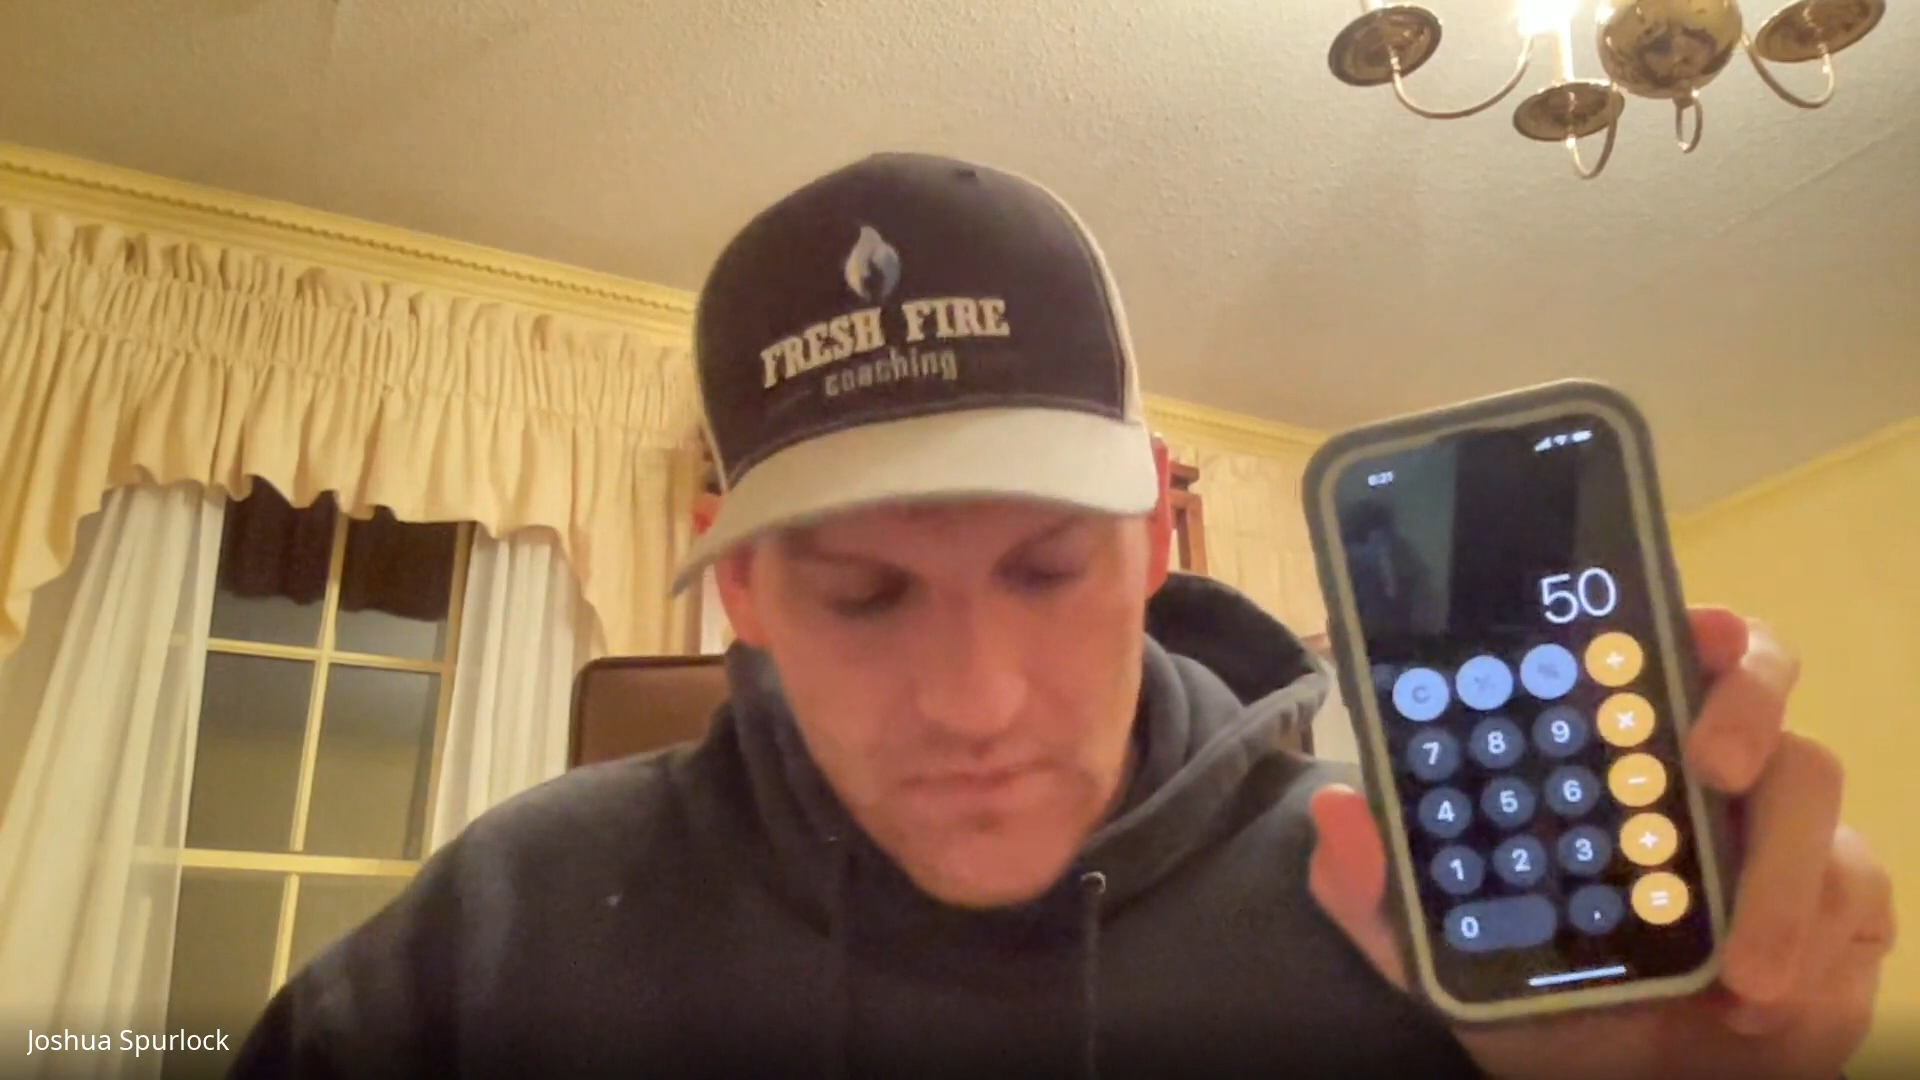 FRESH FIRE
coaching
50
C
7 8 9 ×
4 5 6 −
1 2 3 +
0 =
Joshua Spurlock